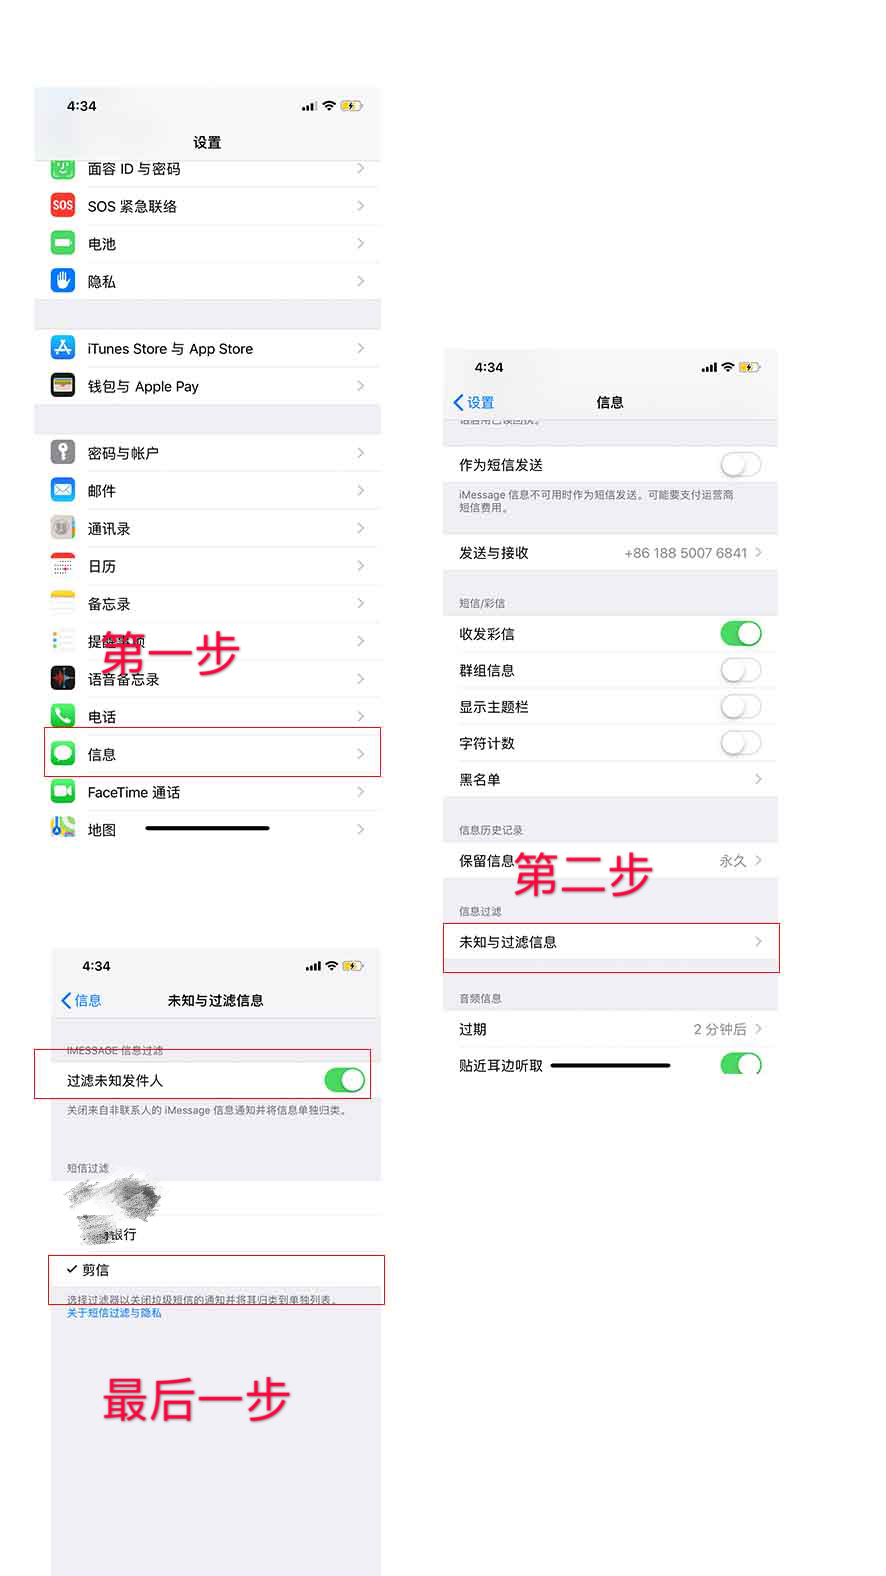 4:34
设置
面容 ID 与密码
SOS
SOS 紧急联络
电池
隐私
iTunes Store 与 App Store
钱包与 Apple Pay
密码与帐户
邮件
通讯录
日历
备忘录
提醒事项
第一步
语音备忘录
电话
信息
FaceTime 通话
地图
4:34
设置
信息
作为短信发送
iMessage 信息不可用时作为短信发送。可能要支付运营商
短信费用。
发送与接收 +86 188 5007 6841
短信/彩信
收发彩信
群组信息
显示主题栏
字符计数
黑名单
信息历史记录
保留信息 永久
第二步
信息过滤
未知与过滤信息
音频信息
过期 2 分钟后
贴近耳边听取
4:34
信息
未知与过滤信息
IMESSAGE 信息过滤
过滤未知发件人
关闭来自非联系人的 iMessage 信息通知并将信息单独归类。
短信过滤
银行
剪信
选择过滤器以关闭垃圾短信的通知并将其归类到单独列表。
关于短信过滤与隐私
最后一步